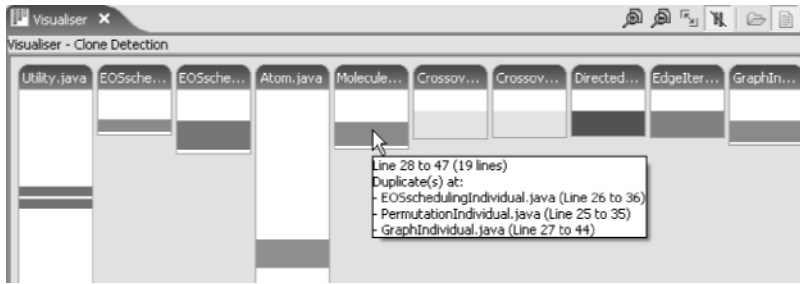 Visualiser
Visualiser - Clone Detection
Utility.java EOSsche... EOSsche... Atom.java Molecule... Crossov... Crossov... Directed... EdgeIter... GraphIn...
Line 28 to 47 (19 lines)
Duplicate(s) at:
- EOSschedulingIndividual.java (Line 26 to 36)
- PermutationIndividual.java (Line 25 to 35)
- GraphIndividual.java (Line 27 to 44)